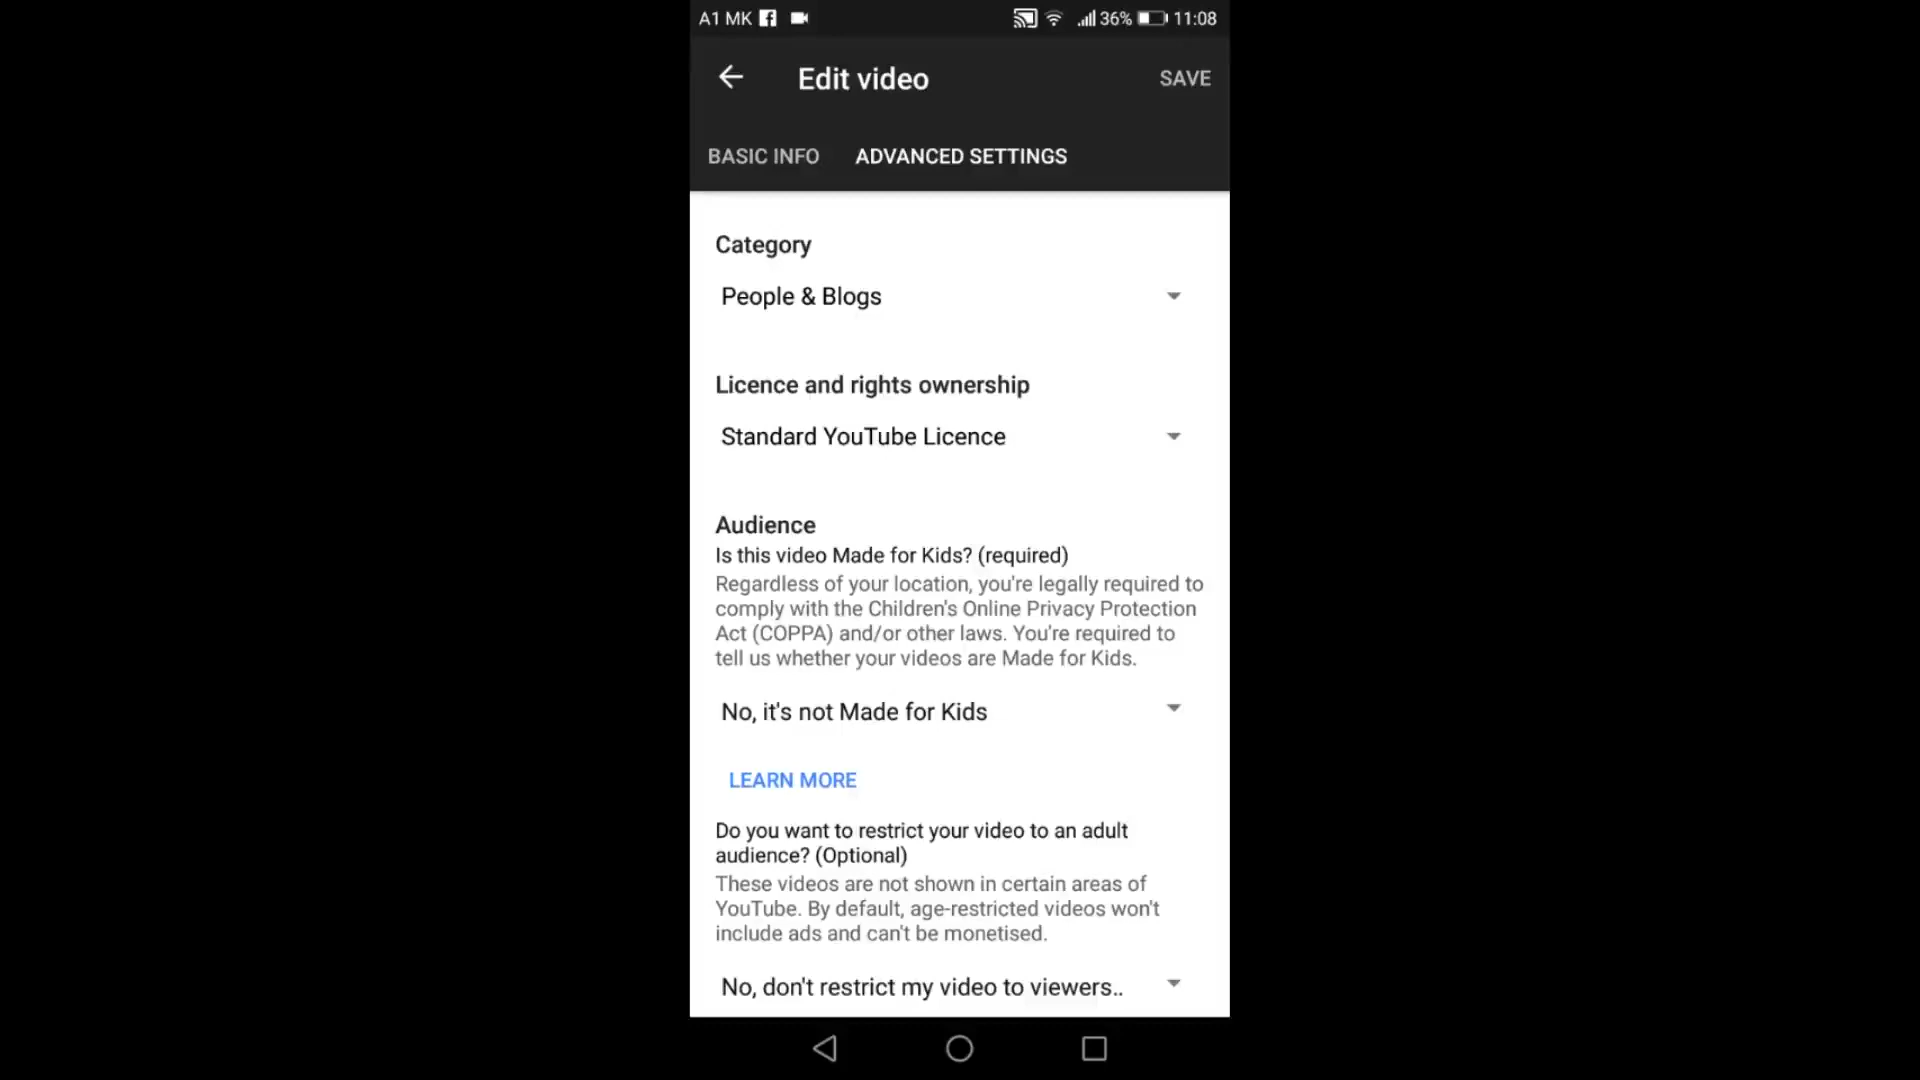 A1 MK 36% 11:08
Edit video SAVE
BASIC INFO ADVANCED SETTINGS
Category
People & Blogs
Licence and rights ownership
Standard YouTube Licence
Audience
Is this video Made for Kids? (required)
Regardless of your location, you're legally required to
comply with the Children's Online Privacy Protection
Act (COPPA) and/or other laws. You're required to
tell us whether your videos are Made for Kids.
No, it's not Made for Kids
LEARN MORE
Do you want to restrict your video to an adult
audience? (Optional)
These videos are not shown in certain areas of
YouTube. By default, age-restricted videos won't
include ads and can't be monetised.
No, don't restrict my video to viewers..